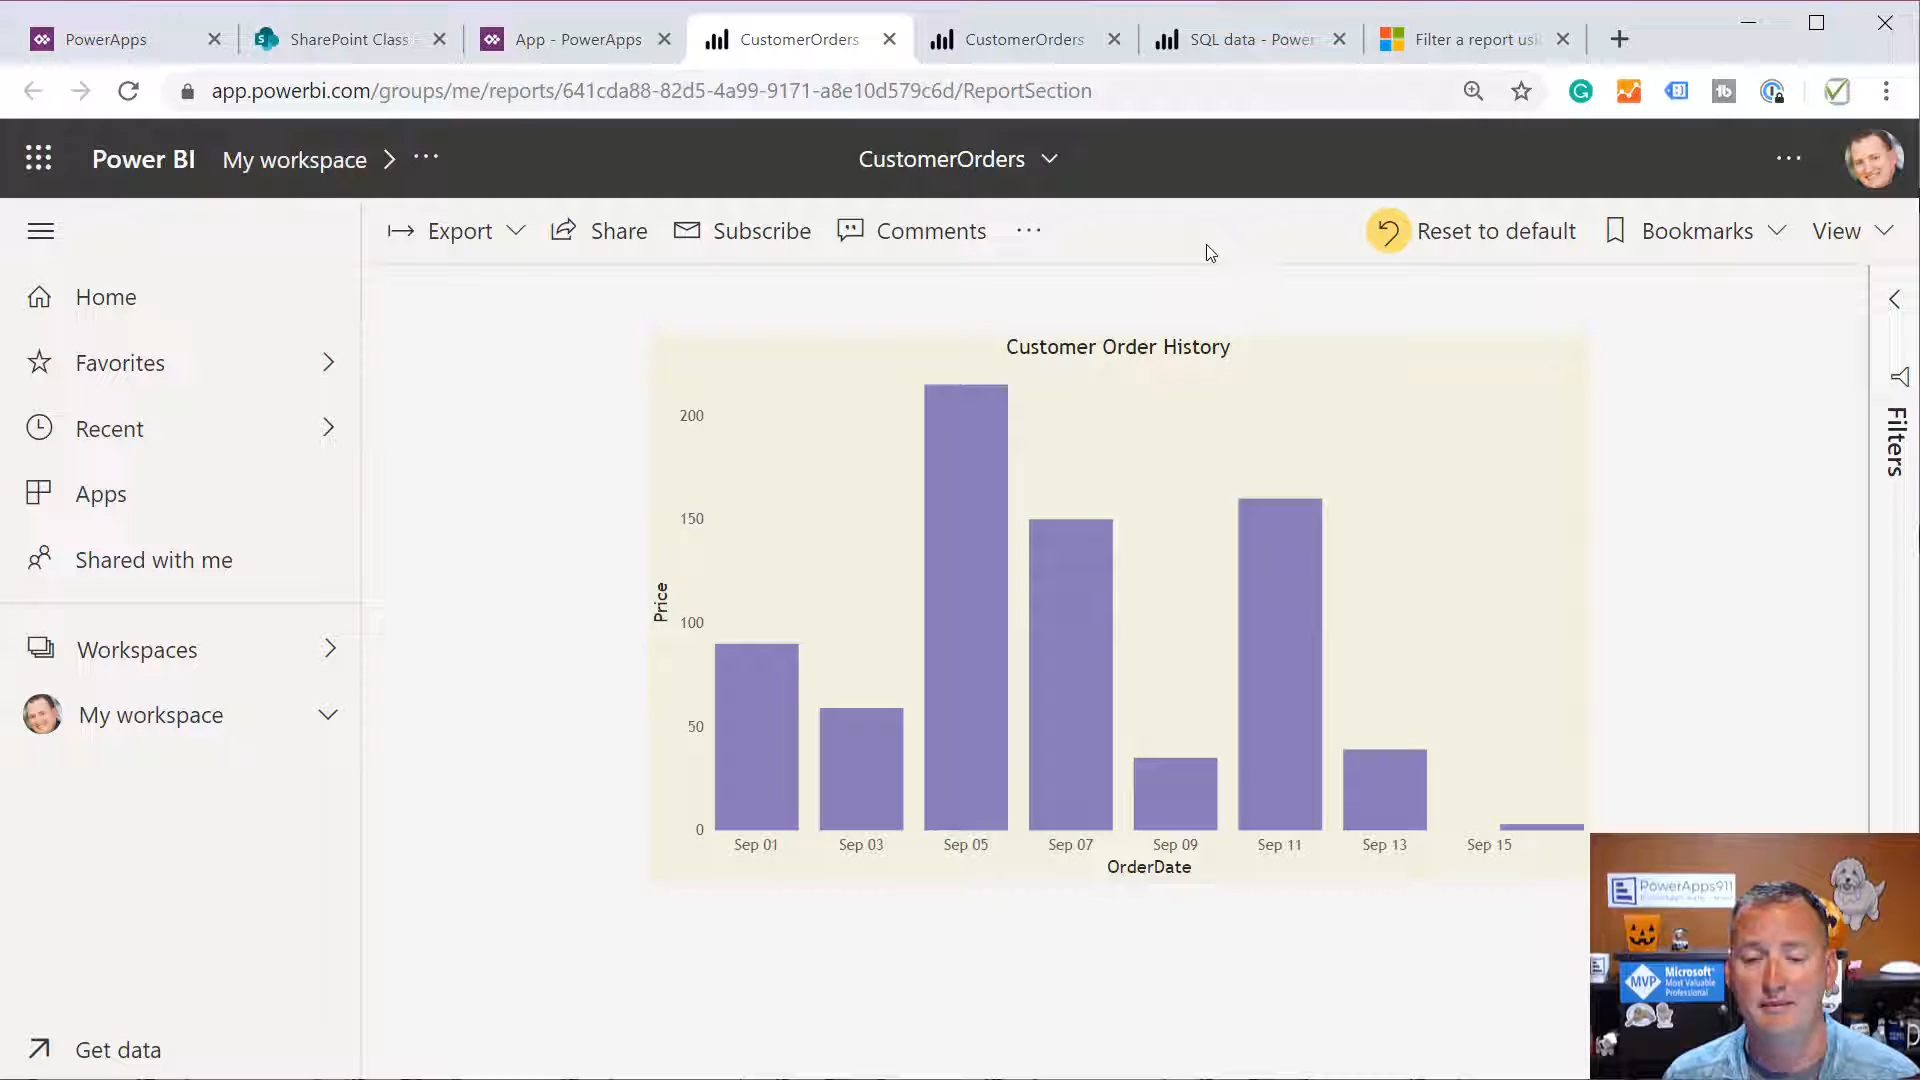 PowerApps
SharePoint Class
App - PowerApps
CustomerOrders
CustomerOrders
SQL data - Power
Filter a report usi
app.powerbi.com/groups/me/reports/641cda88-82d5-4a99-9171-a8e10d579c6d/ReportSection
Power BI
My workspace
CustomerOrders
Export
Share
Subscribe
Comments
Reset to default
Bookmarks
View
Home
Favorites
Recent
Apps
Shared with me
Workspaces
My workspace
Get data
Filters
Customer Order History
200
150
100
50
0
Price
Sep 01
Sep 03
Sep 05
Sep 07
Sep 09
Sep 11
Sep 13
Sep 15
OrderDate
PowerApps911
MVP
Microsoft®
Most Valuable
Professional